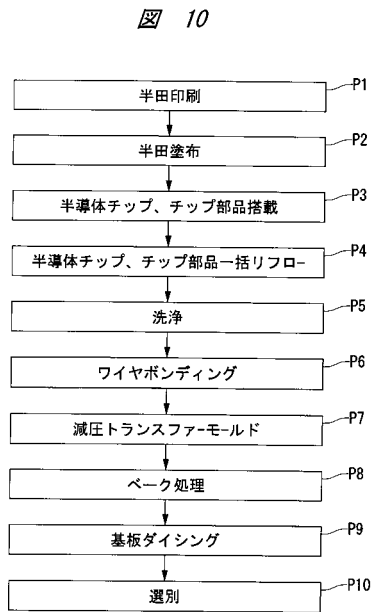 図 10
半田印刷 P1
半田塗布 P2
半導体チップ、チップ部品搭載 P3
半導体チップ、チップ部品一括リフロー P4
洗浄 P5
ワイヤボンディング P6
減圧トランスファーモールド P7
ベーク処理 P8
基板ダイシング P9
選別 P10